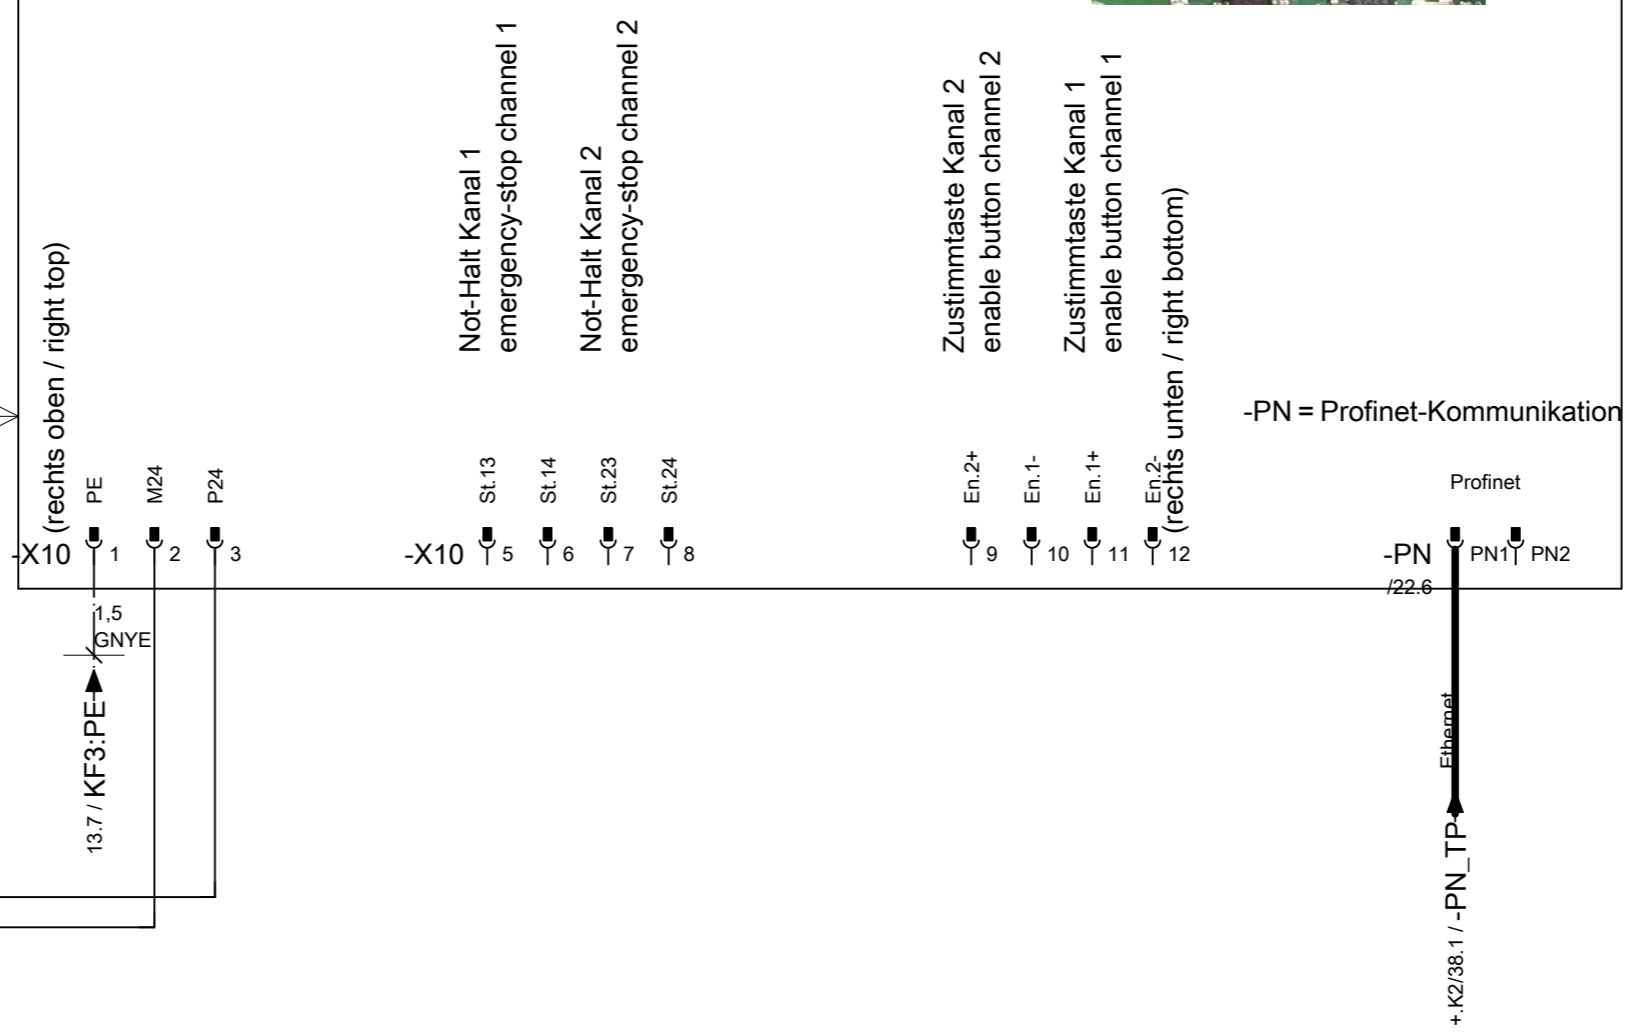 (rechts oben / right top)
Not-Halt Kanal 1
emergency-stop channel 1
Not-Halt Kanal 2
emergency-stop channel 2
Zustimmtaste Kanal 2
enable button channel 2
Zustimmtaste Kanal 1
enable button channel 1
(rechts unten / right bottom)
-PN = Profinet-Kommunikation
PE
M24
P24
St.13
St.14
St.23
St.24
En.2+
En.1-
En.1+
En.2-
Profinet
-X10
1
2
3
-X10
5
6
7
8
9
10
11
12
-PN
PN1
PN2
/22.6
1,5
GNYE
13.7 / KF3:PE
Ethernet
+.K2/38.1 / -PN_TP